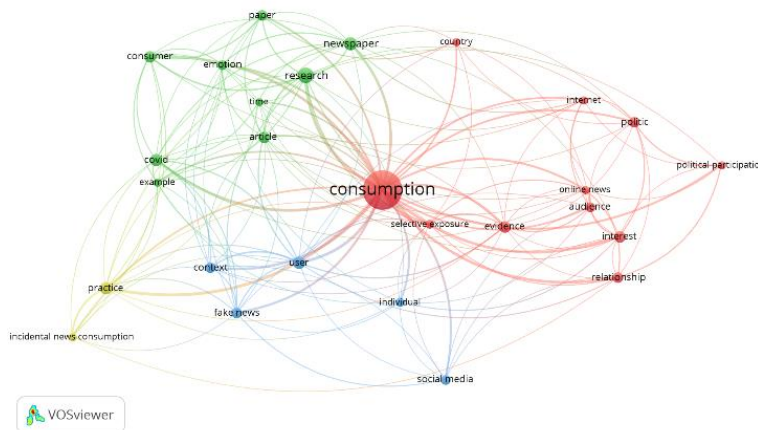 paper
newspaper
country
consumer
emotion
research
time
internet
article
politic
covid
political participatio
example
consumption
online news
audience
selective exposure
evidence
interest
user
context
relationship
practice
individual
fake news
incidental news consumption
social media
VOSviewer